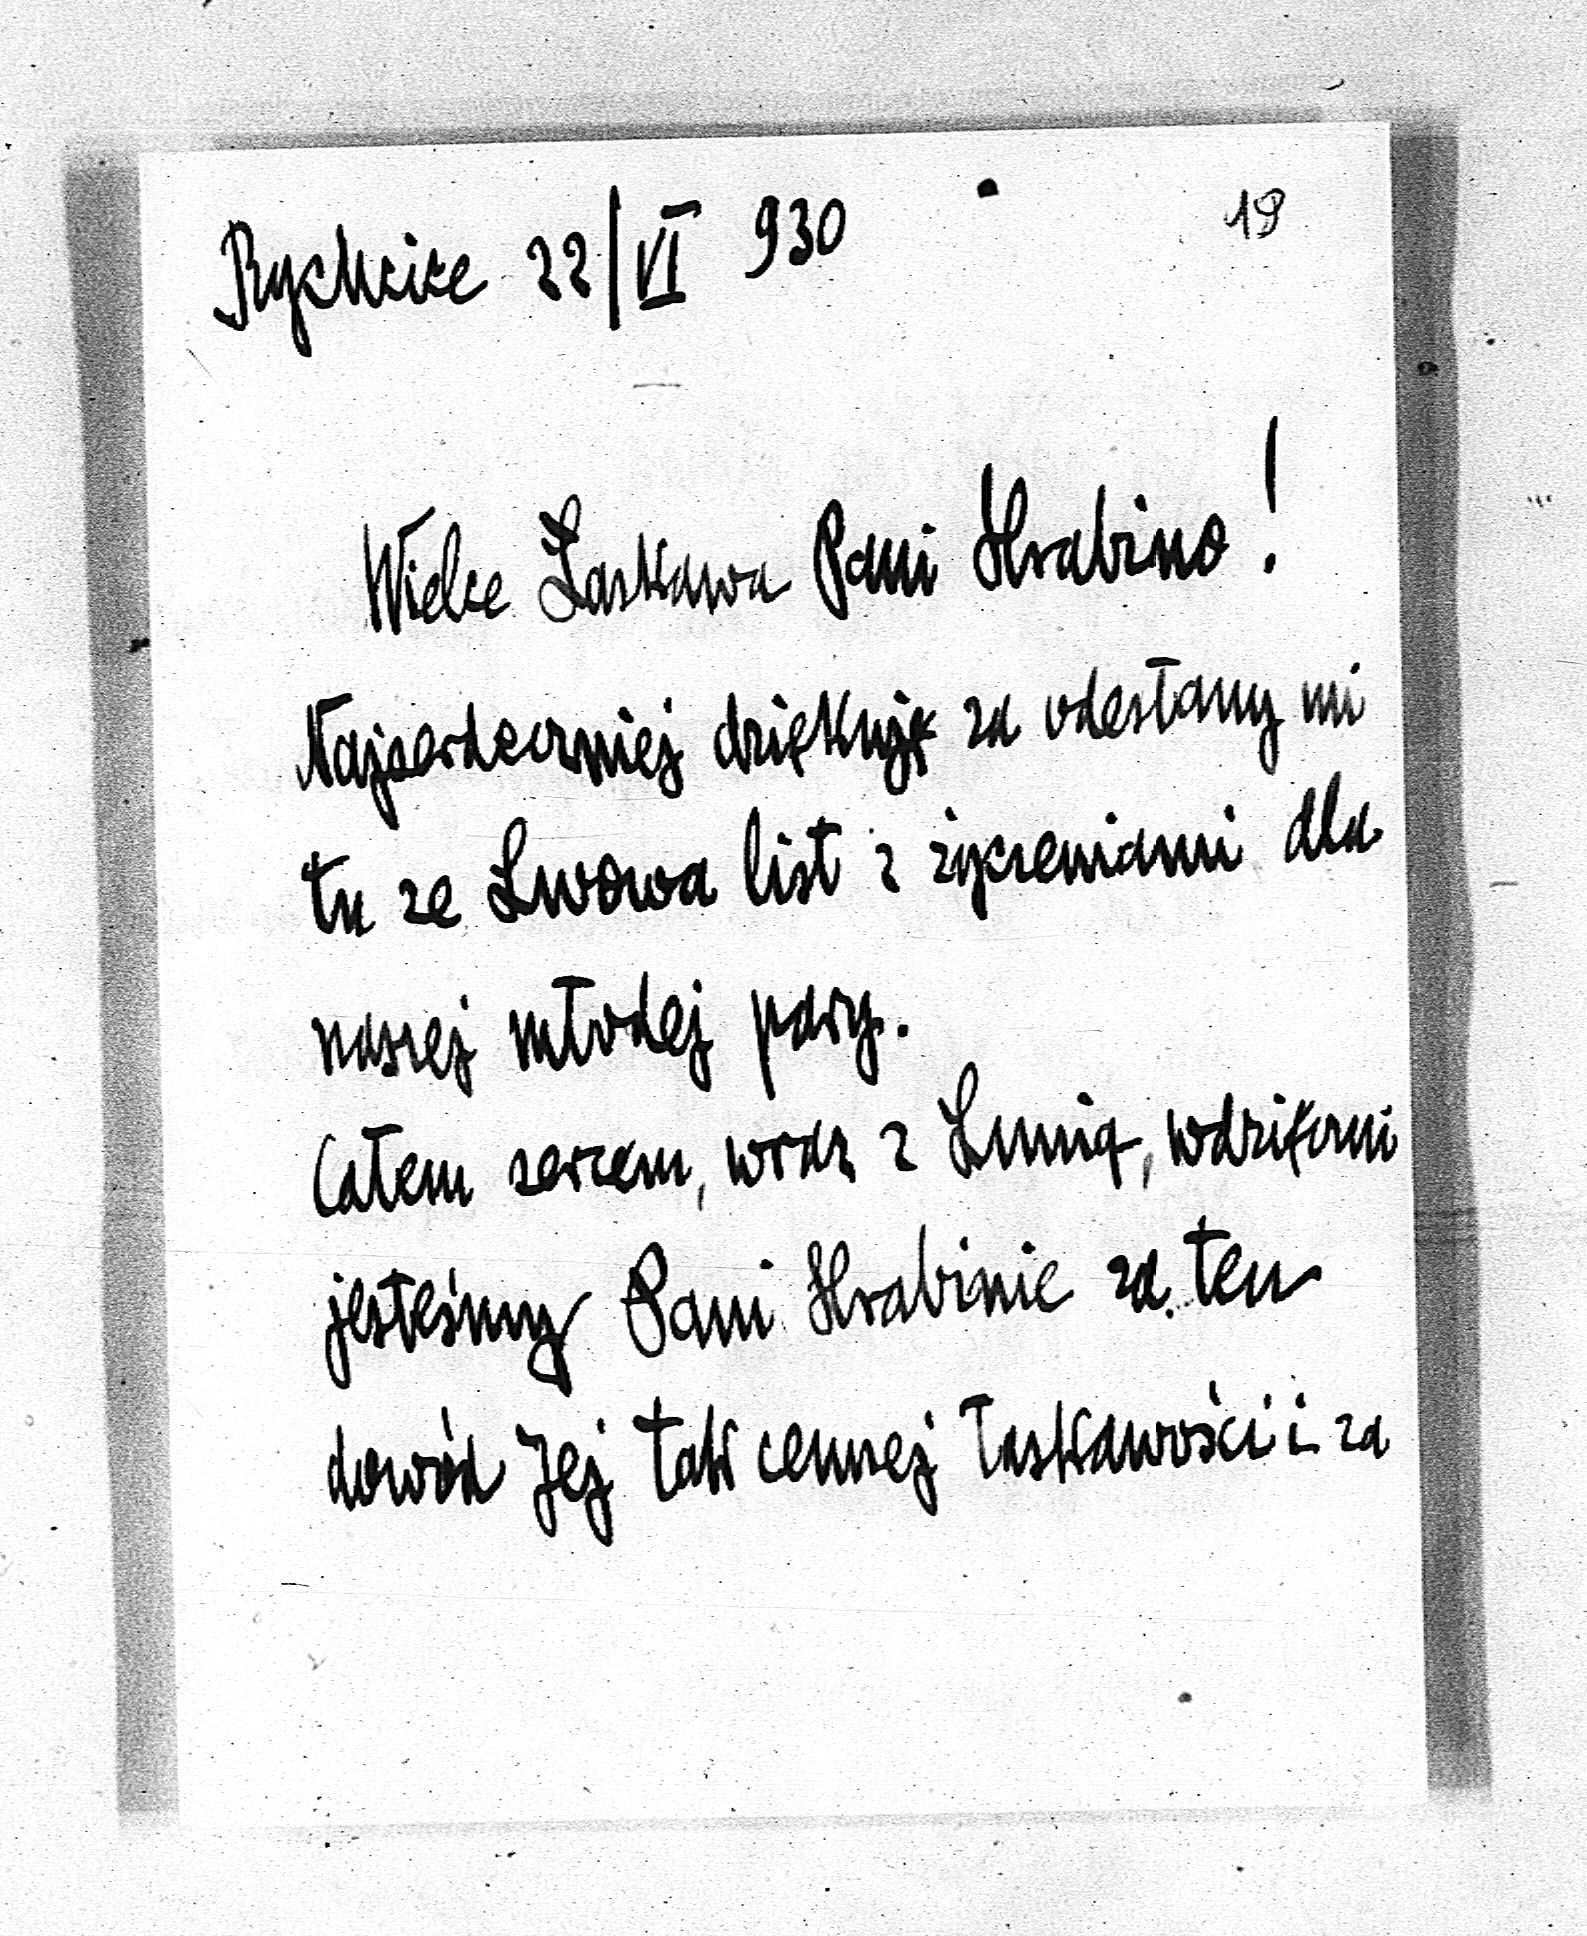 Rychcice 22/VI 930
18
Wielce Łaskawa Pani Hrabino!
Najserdeczniej dziękuję za odesłany mi
tu ze Lwowa list z życzeniami dla
naszej młodej pary.
Całem sercem, wraz z Lunią, wdzięczni
jesteśmy Pani Hrabinie za ten
dowód Jej tak cennej łaskawości i za